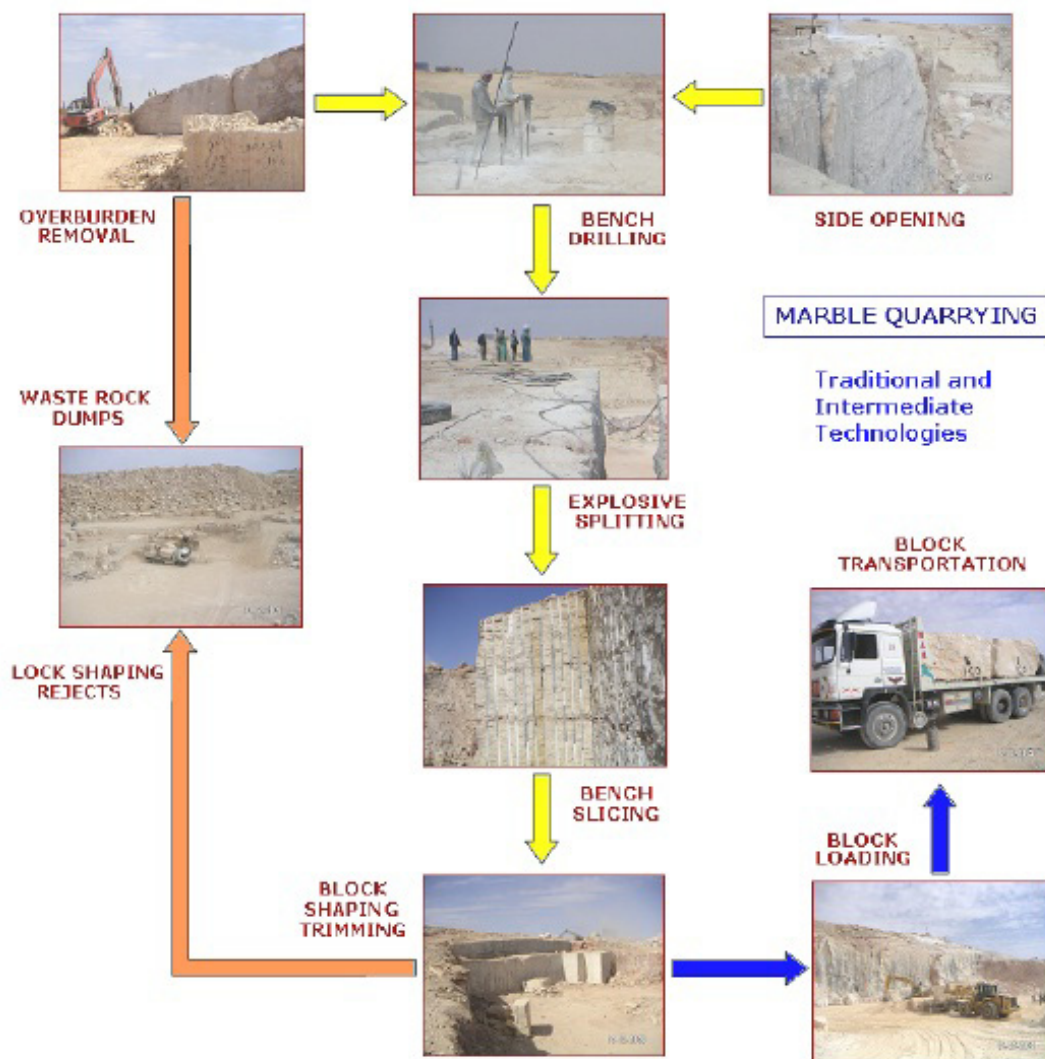 OVERBURDEN
REMOVAL
BENCH
DRILLING
SIDE OPENING
MARBLE QUARRYING
Traditional and
Intermediate
Technologies
WASTE ROCK
DUMPS
EXPLOSIVE
SPLITTING
BLOCK
TRANSPORTATION
LOCK SHAPING
REJECTS
BENCH
SLICING
BLOCK
LOADING
BLOCK
SHAPING
TRIMMING